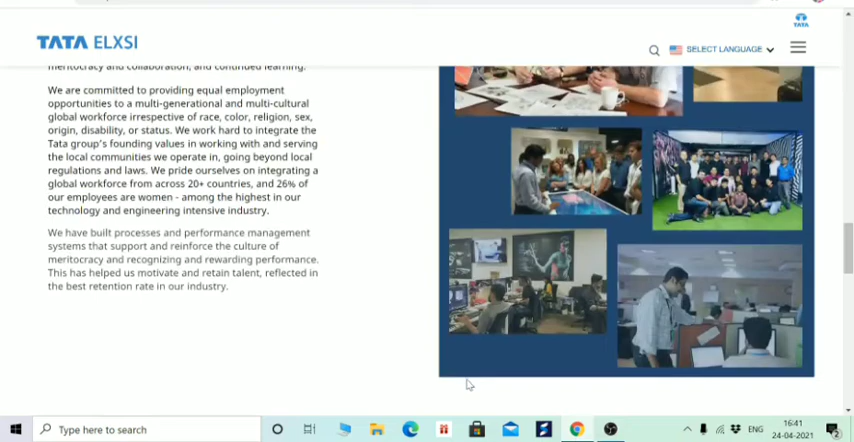 TATA
TATA ELXSI
SELECT LANGUAGE
meritocracy and collaboration, and continued learning.
We are committed to providing equal employment
opportunities to a multi-generational and multi-cultural
global workforce irrespective of race, color, religion, sex,
origin, disability, or status. We work hard to integrate the
Tata group's founding values in working with and serving
the local communities we operate in, going beyond local
regulations and laws. We pride ourselves on integrating a
global workforce from across 20+ countries, and 26% of
our employees are women - among the highest in our
technology and engineering intensive industry.
We have built processes and performance management
systems that support and reinforce the culture of
meritocracy and recognizing and rewarding performance.
This has helped us motivate and retain talent, reflected in
the best retention rate in our industry.
Type here to search
ENG
16:41
24-04-2021
2